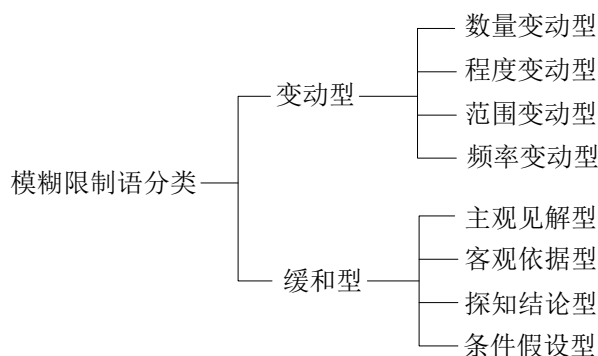 模糊限制语分类
变动型
数量变动型
程度变动型
范围变动型
频率变动型
缓和型
主观见解型
客观依据型
探知结论型
条件假设型